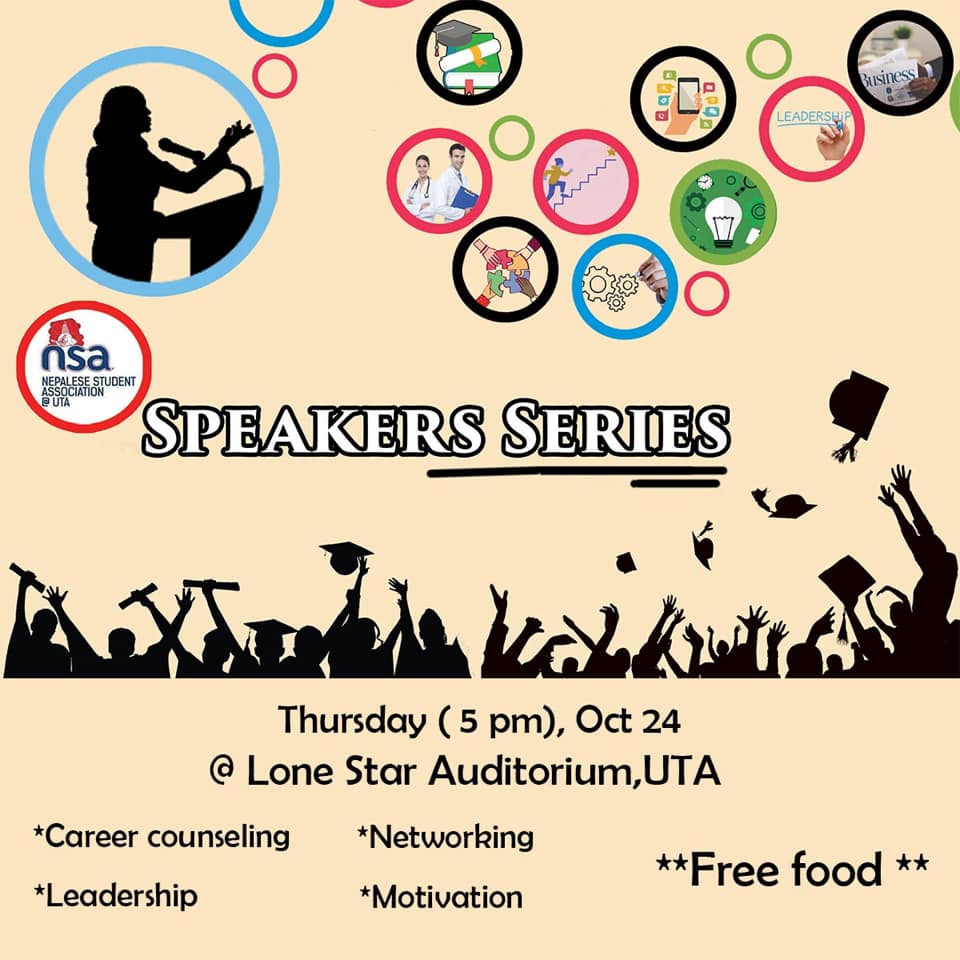 Business
LEADERSHIP
nsa
NEPALESE STUDENT
ASSOCIATION
@ UTA
SPEAKERS SERIES
Thursday ( 5 pm), Oct 24
@ Lone Star Auditorium,UTA
*Career counseling
*Networking
*Leadership
*Motivation
**Free food **